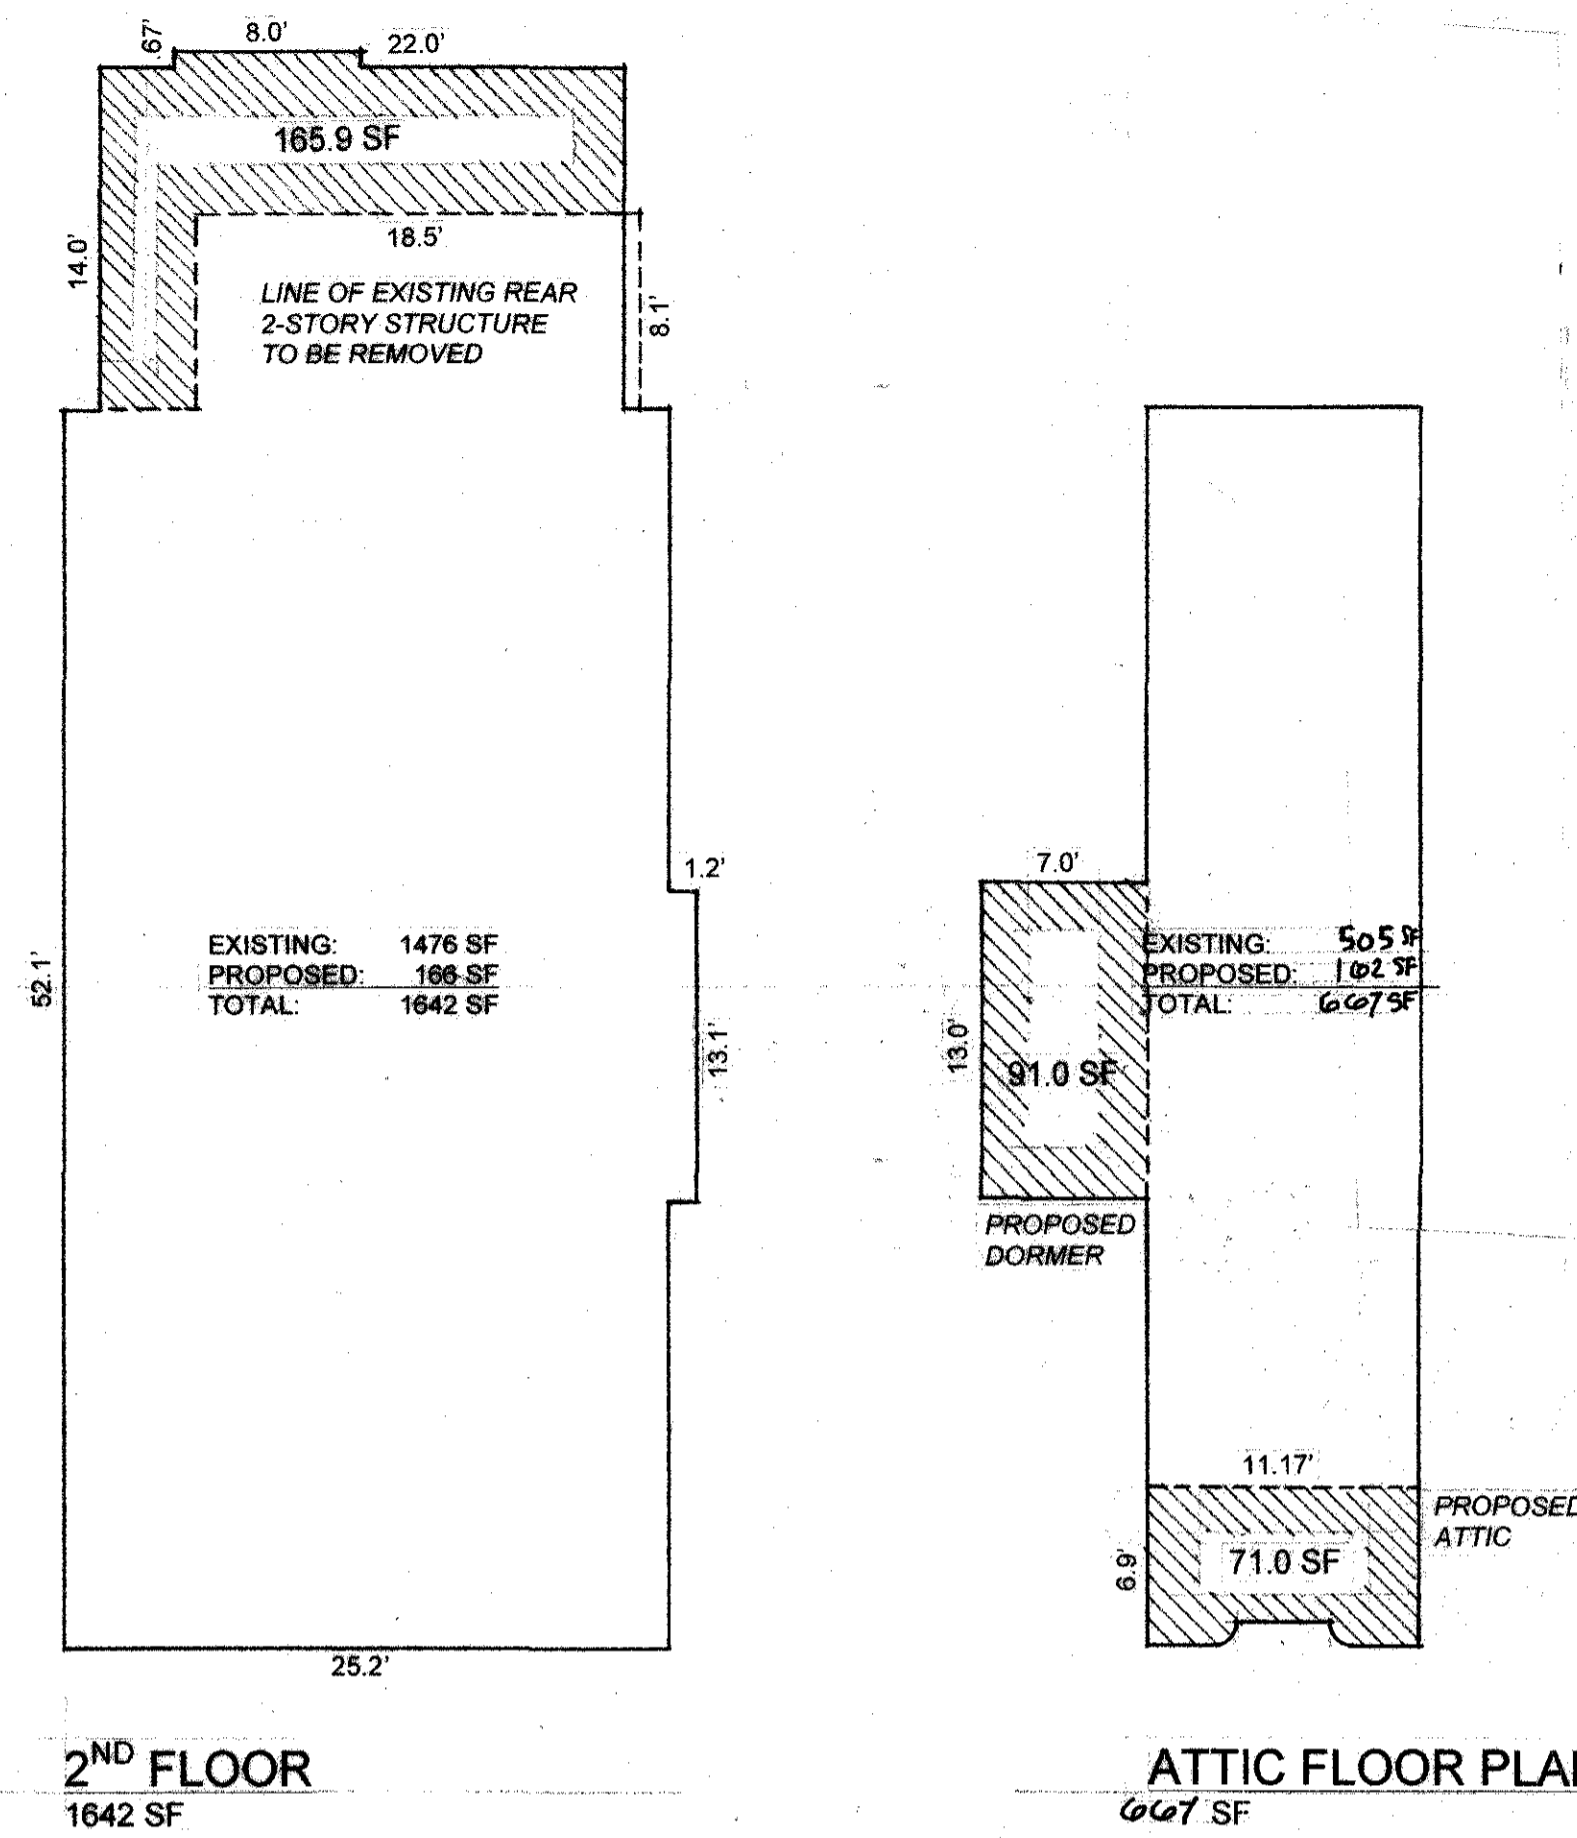 .67'
8.0'
22.0'
165.9 SF
14.0'
18.5'
LINE OF EXISTING REAR
2-STORY STRUCTURE
TO BE REMOVED
8.1'
1.2'
EXISTING: 1476 SF
PROPOSED: 166 SF
TOTAL: 1642 SF
52.1'
13.1'
25.2'
2ND FLOOR
1642 SF
7.0'
EXISTING: 505 SF
PROPOSED: 162 SF
TOTAL: 667 SF
13.0'
91.0 SF
PROPOSED
DORMER
11.17'
PROPOSED
ATTIC
6.9'
71.0 SF
ATTIC FLOOR PLA
667 SF